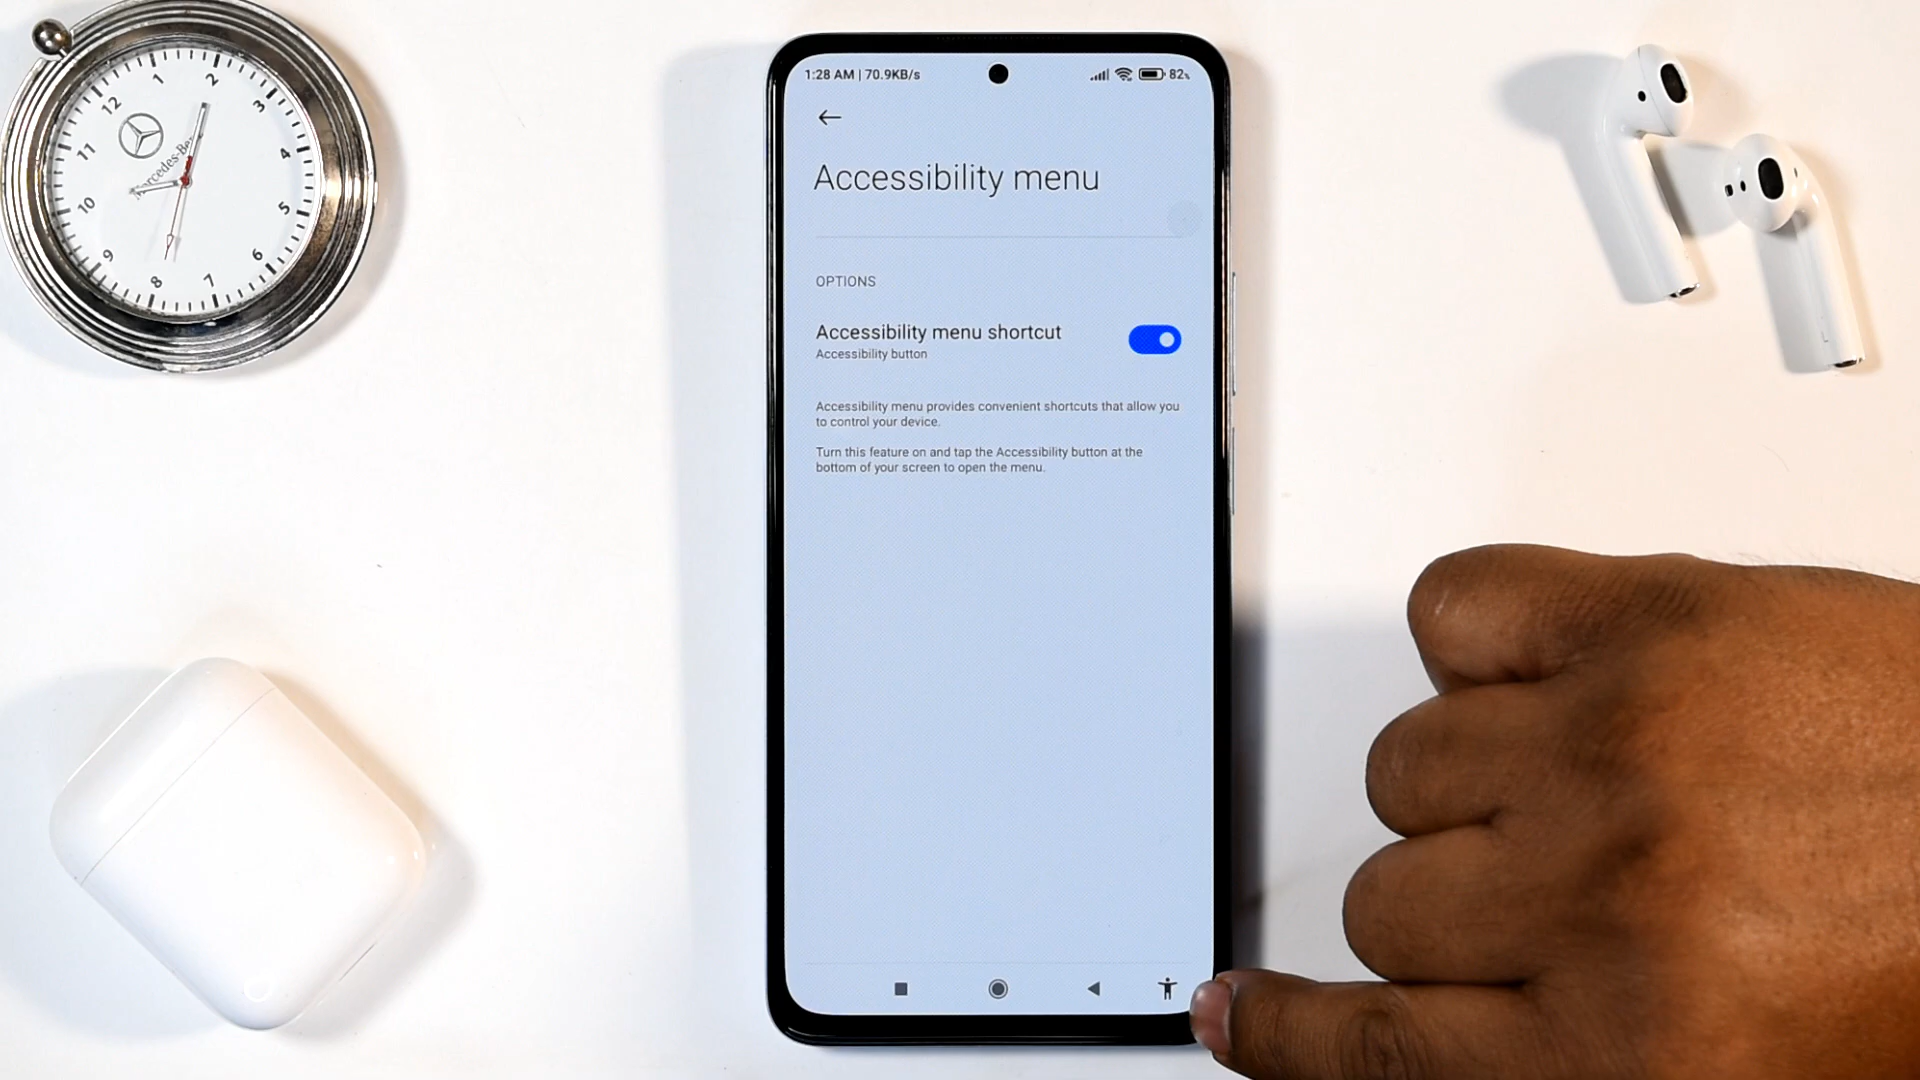 12 1 2 3 4 5 6 7 8 9 10 11
Mercedes-Be
1:28 AM | 70.9KB/s 82%
Accessibility menu
OPTIONS
Accessibility menu shortcut
Accessibility button
Accessibility menu provides convenient shortcuts that allow you
to control your device.
Turn this feature on and tap the Accessibility button at the
bottom of your screen to open the menu.